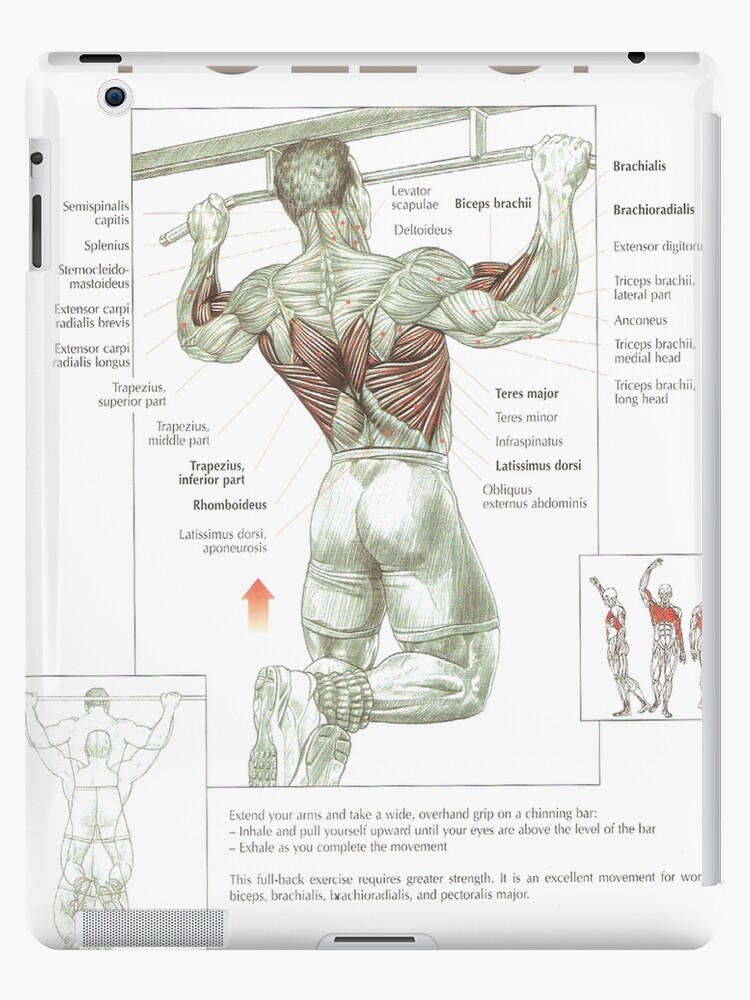 Semispinalis
capitis
Splenius
Sternocleido-
mastoideus
Extensor carpi
radialis brevis
Extensor carpi
radialis longus
Trapezius,
superior part
Trapezius,
middle part
Trapezius,
inferior part
Rhomboideus
Latissimus dorsi,
aponeurosis
Levator
scapulae
Biceps brachii
Deltoideus
Brachialis
Brachioradialis
Extensor digitoru
Triceps brachii,
lateral part
Anconeus
Triceps brachii,
medial head
Triceps brachii,
long head
Teres major
Teres minor
Infraspinatus
Latissimus dorsi
Obliquus
externus abdominis
Extend your arms and take a wide, overhand grip on a chinning bar:
– Inhale and pull yourself upward until your eyes are above the level of the bar
– Exhale as you complete the movement
This full-back exercise requires greater strength. It is an excellent movement for wor
biceps, brachialis, brachioradialis, and pectoralis major.